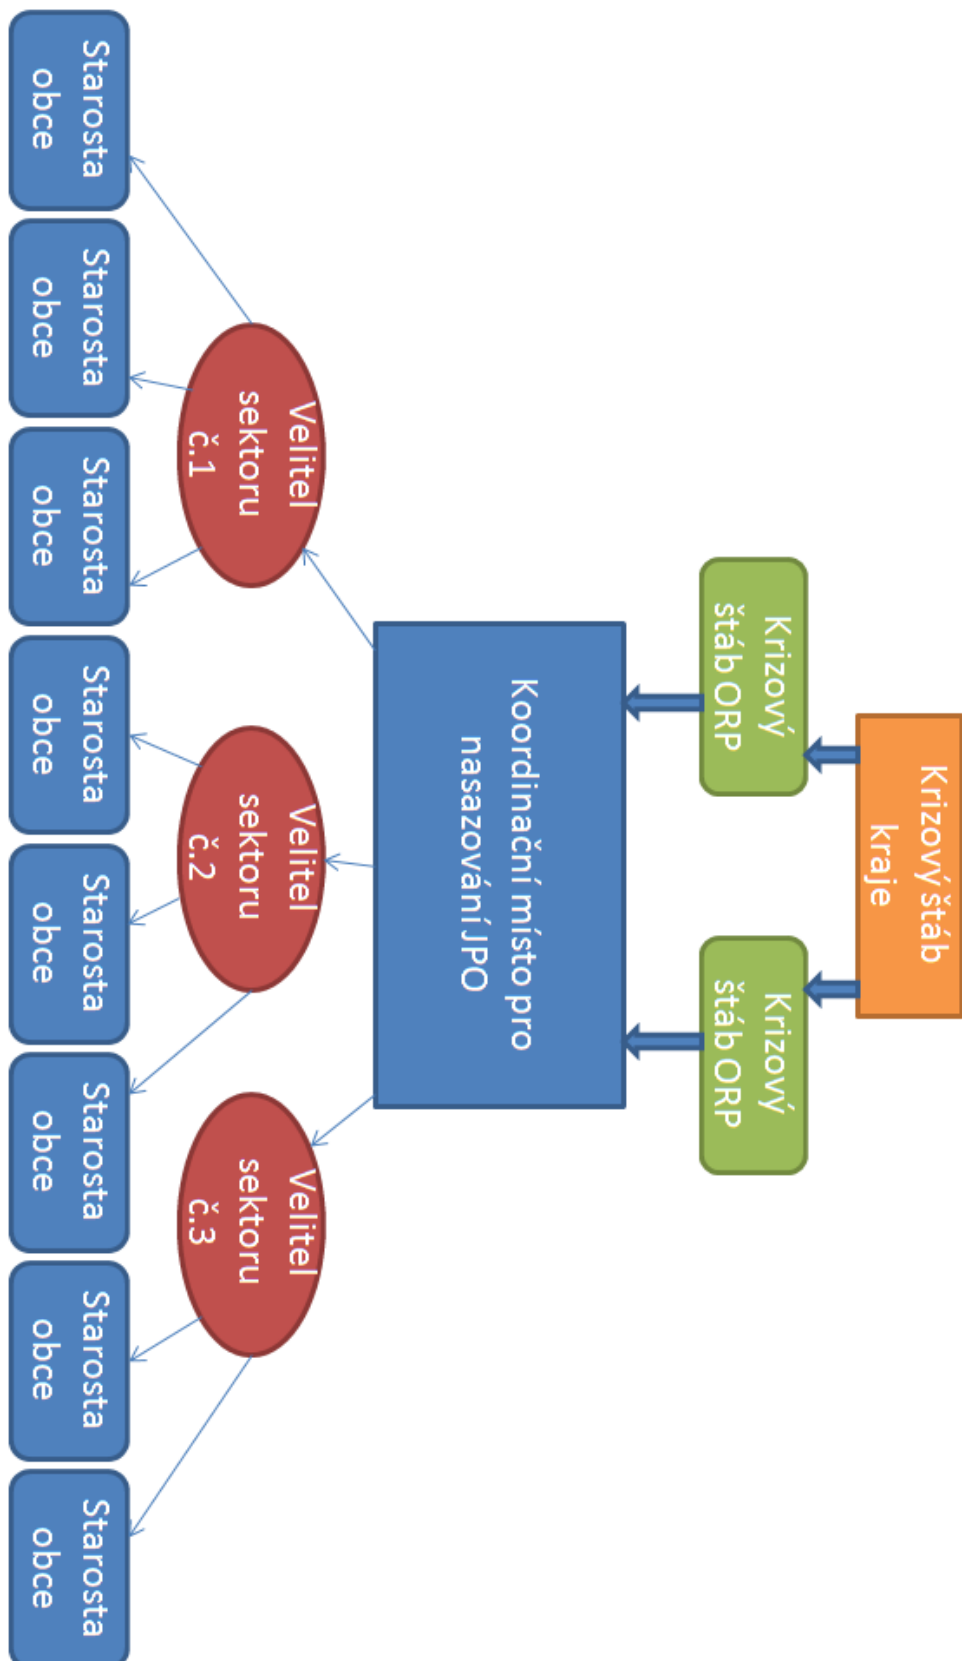 Krizový štáb
kraje
Krizový
štáb ORP
Krizový
štáb ORP
Koordinační místo pro
nasazování JPO
Velitel
sektoru
č.1
Velitel
sektoru
č.2
Velitel
sektoru
č.3
Starosta
obce
Starosta
obce
Starosta
obce
Starosta
obce
Starosta
obce
Starosta
obce
Starosta
obce
Starosta
obce